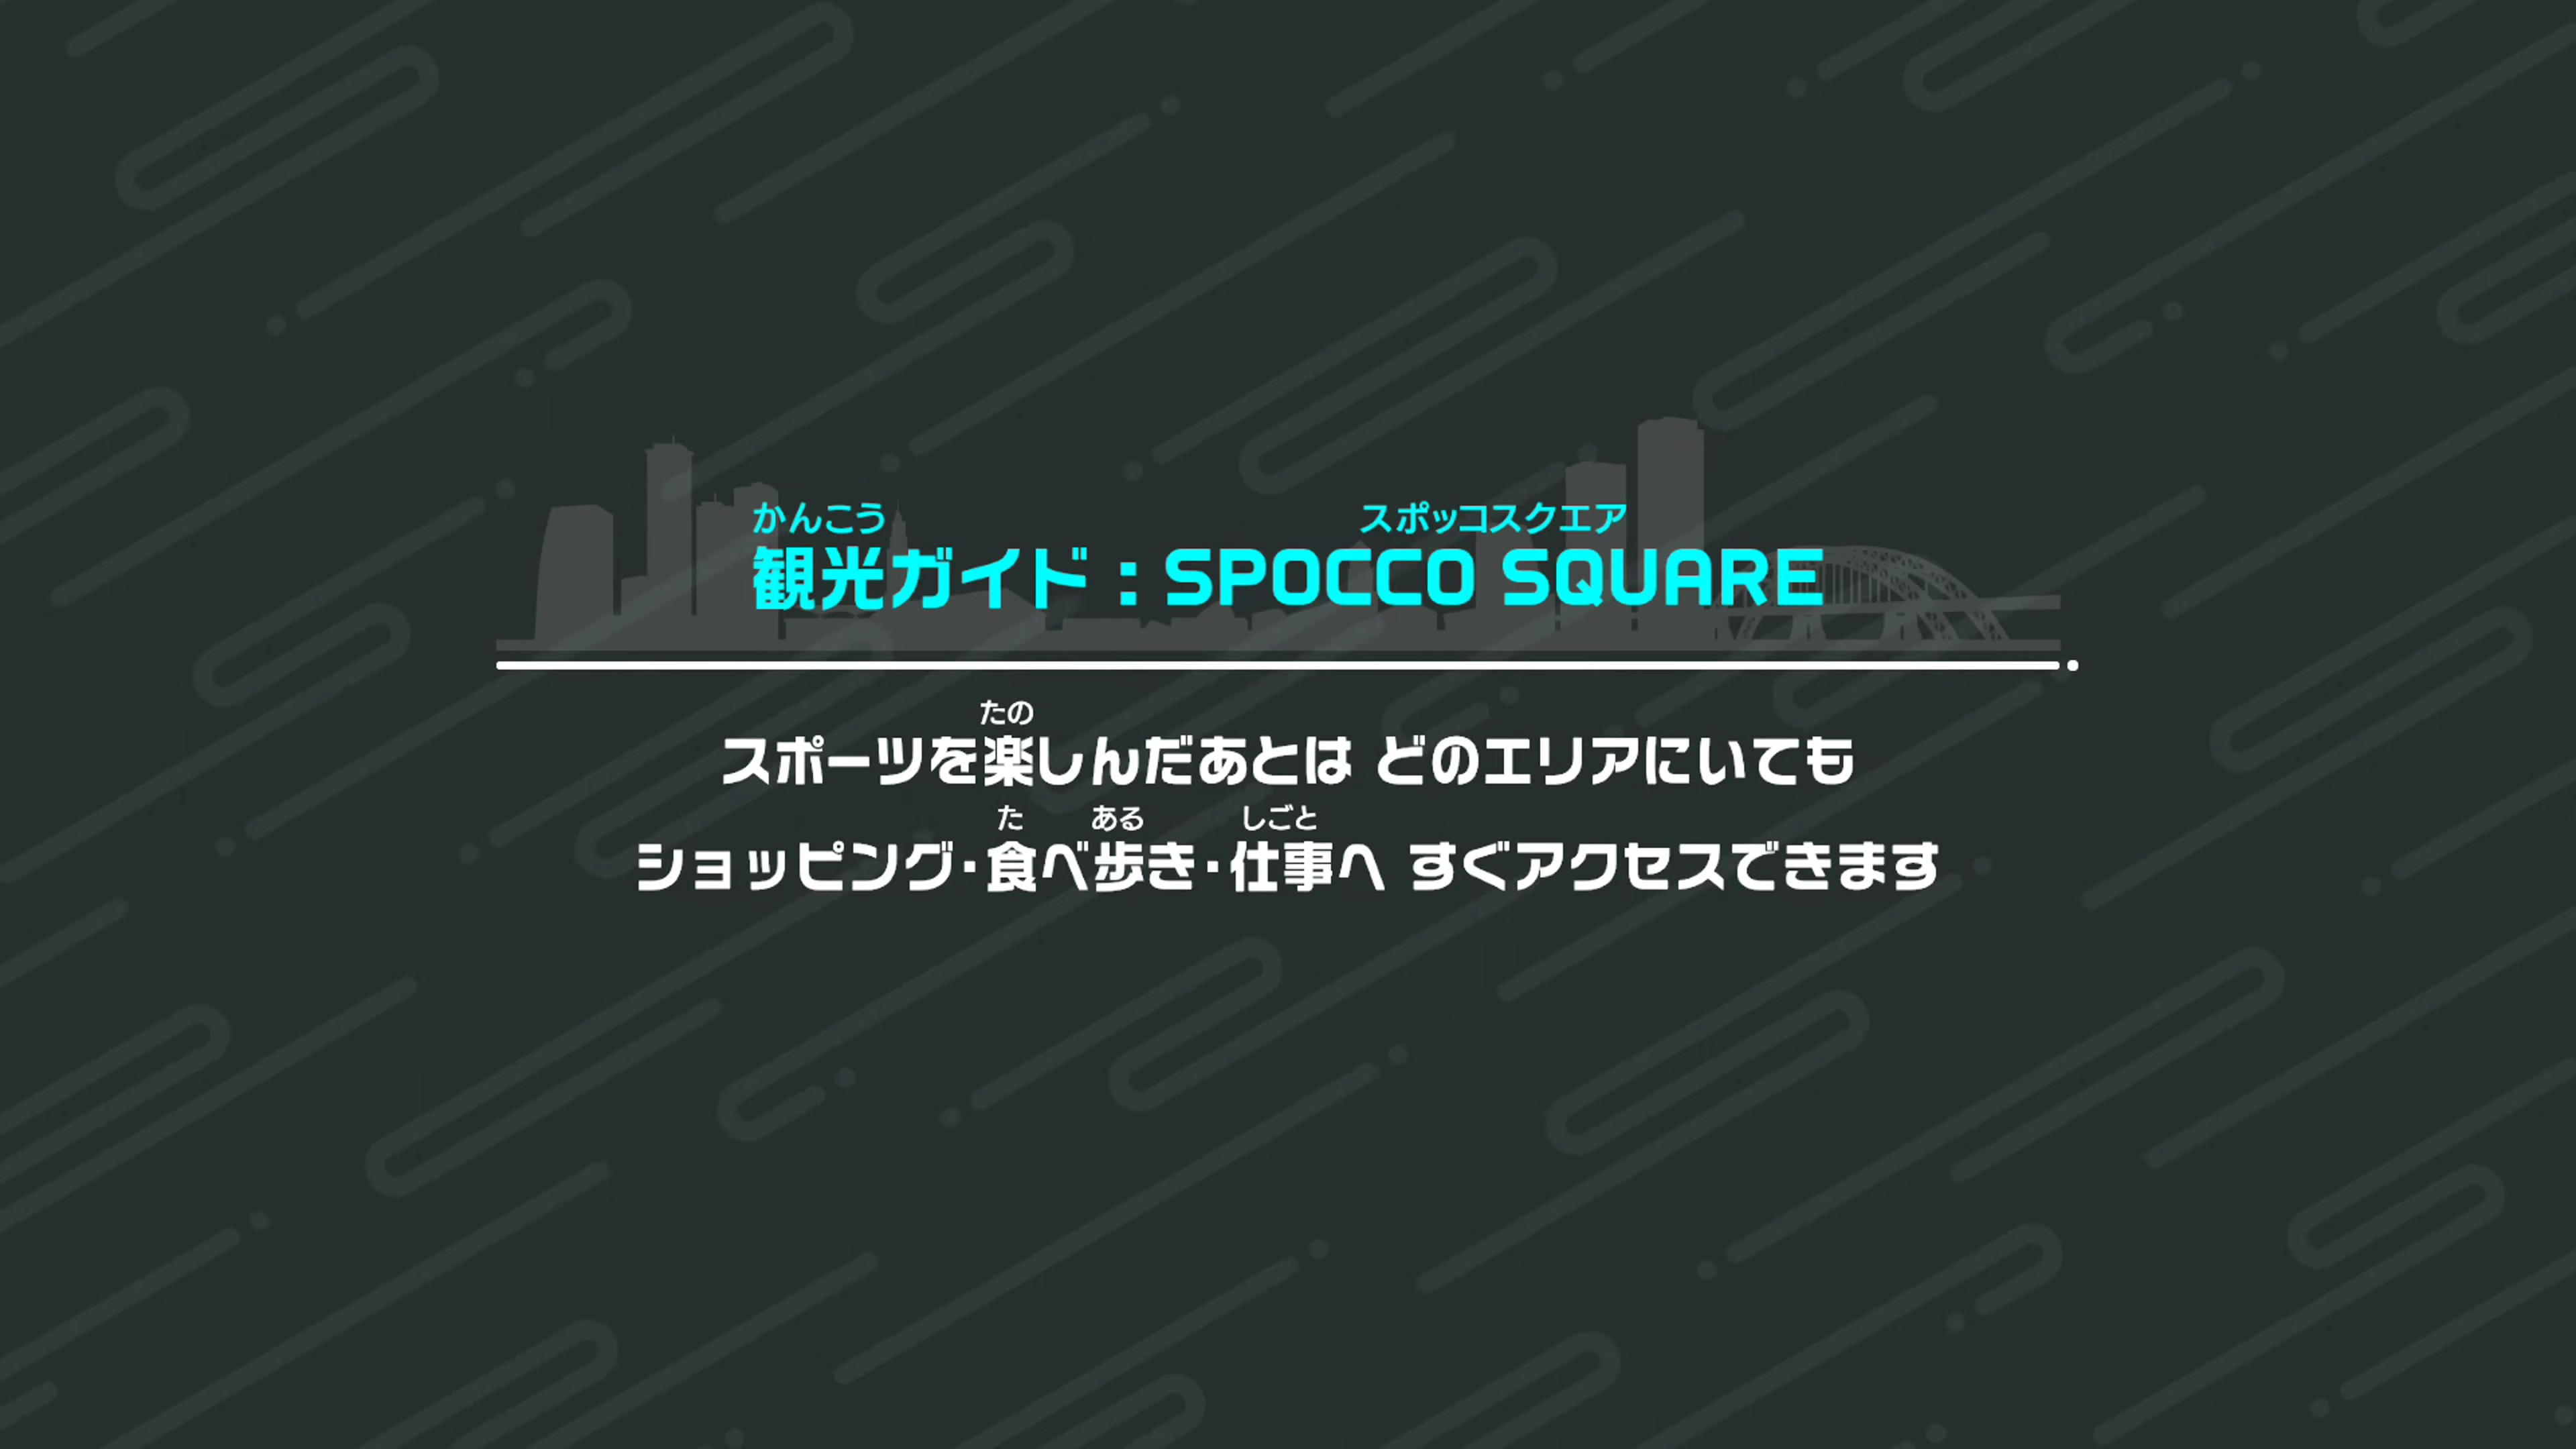 かんこう スポッコスクエア
観光ガイド：SPOCCO SQUARE
たの
スポーツを楽しんだあとは どのエリアにいても
た ある しごと
ショッピング・食べ歩き・仕事へ すぐアクセスできます